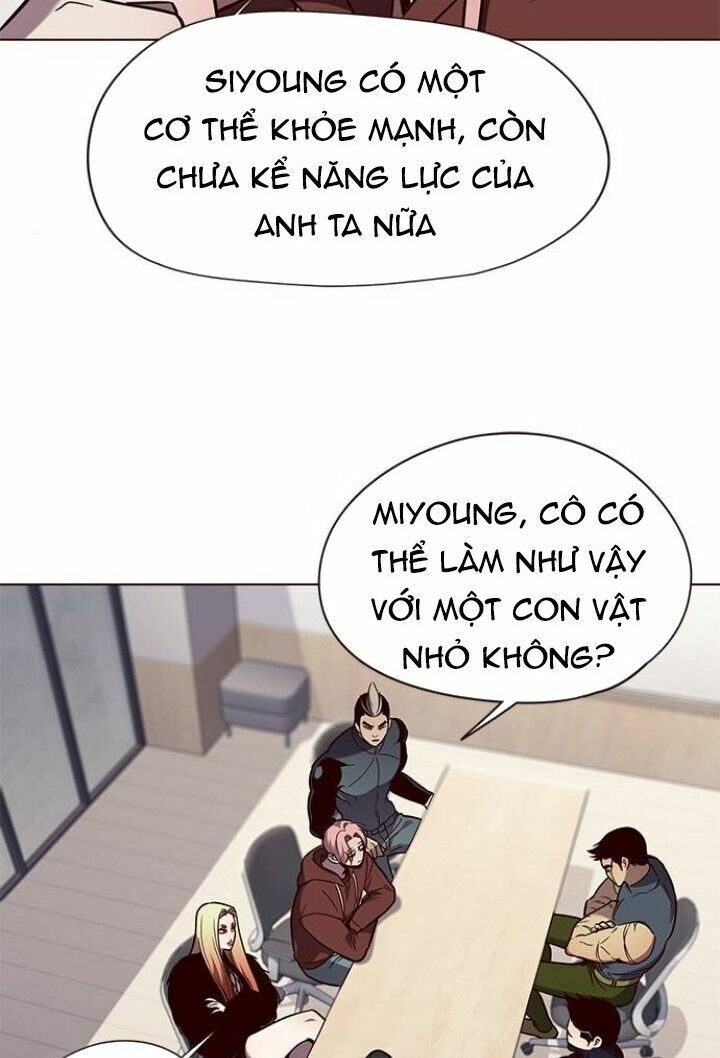 SIYOUNG CÓ MỘT
CƠ THỂ KHỎE MẠNH, CÒN
CHƯA KỂ NĂNG LỰC CỦA
ANH TA NỮA
MIYOUNG, CÔ CÓ
THỂ LÀM NHƯ VẬY
VỚI MỘT CON VẬT
NHỎ KHÔNG?